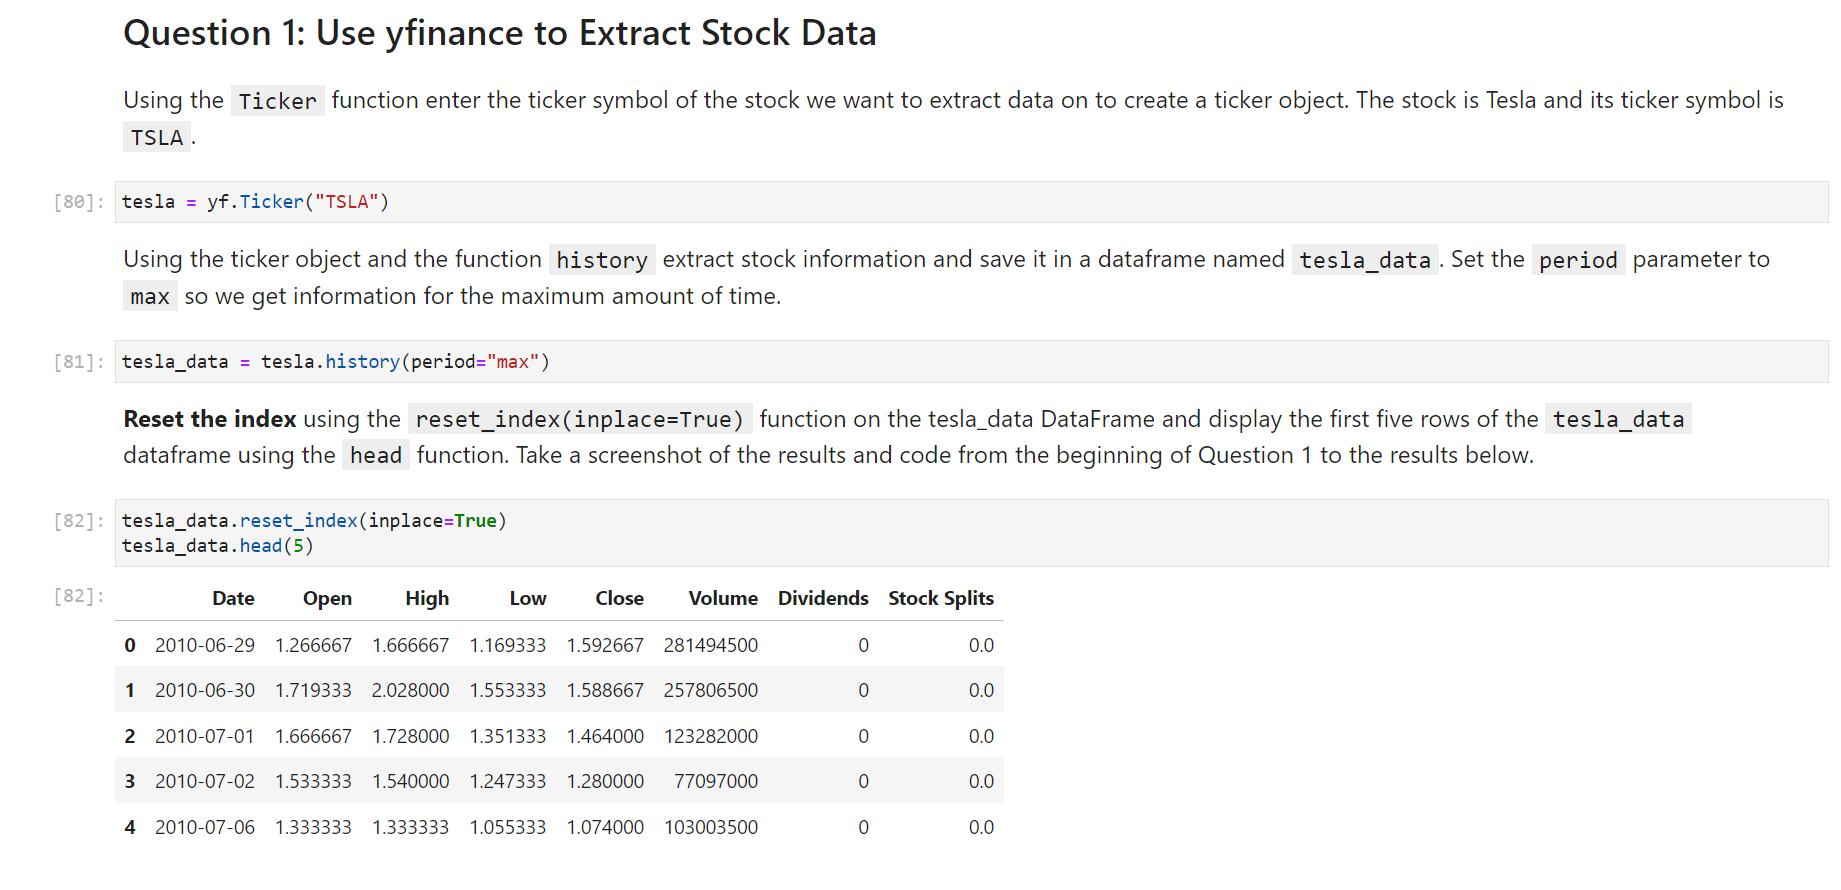 Question 1: Use yfinance to Extract Stock Data
Using the Ticker function enter the ticker symbol of the stock we want to extract data on to create a ticker object. The stock is Tesla and its ticker symbol is
TSLA .
[80]: tesla = yf.Ticker("TSLA")
Using the ticker object and the function history extract stock information and save it in a dataframe named tesla_data . Set the period parameter to
max so we get information for the maximum amount of time.
[81]: tesla_data = tesla.history(period="max")
Reset the index using the reset_index(inplace=True) function on the tesla_data DataFrame and display the first five rows of the tesla_data
dataframe using the head function. Take a screenshot of the results and code from the beginning of Question 1 to the results below.
[82]: tesla_data.reset_index(inplace=True)
tesla_data.head(5)
[82]: Date Open High Low Close Volume Dividends Stock Splits
0 2010-06-29 1.266667 1.666667 1.169333 1.592667 281494500 0 0.0
1 2010-06-30 1.719333 2.028000 1.553333 1.588667 257806500 0 0.0
2 2010-07-01 1.666667 1.728000 1.351333 1.464000 123282000 0 0.0
3 2010-07-02 1.533333 1.540000 1.247333 1.280000 77097000 0 0.0
4 2010-07-06 1.333333 1.333333 1.055333 1.074000 103003500 0 0.0